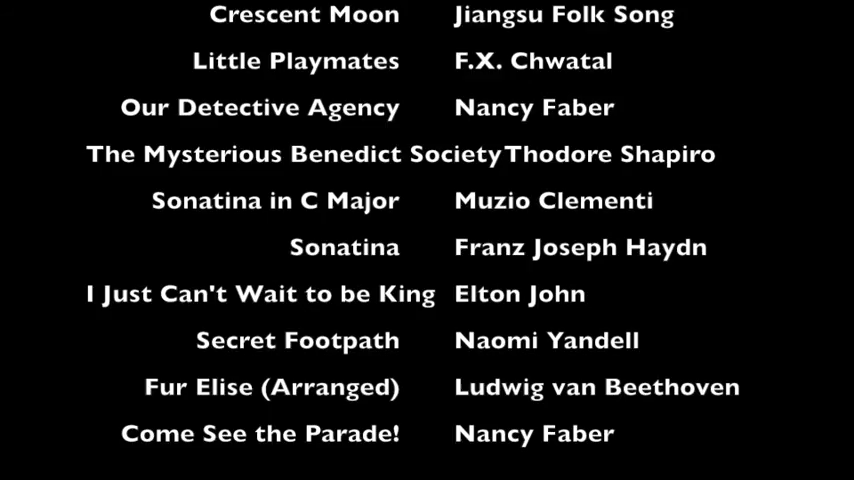 Crescent Moon Jiangsu Folk Song
Little Playmates F.X. Chwatal
Our Detective Agency Nancy Faber
The Mysterious Benedict Society Thodore Shapiro
Sonatina in C Major Muzio Clementi
Sonatina Franz Joseph Haydn
I Just Can't Wait to be King Elton John
Secret Footpath Naomi Yandell
Fur Elise (Arranged) Ludwig van Beethoven
Come See the Parade! Nancy Faber